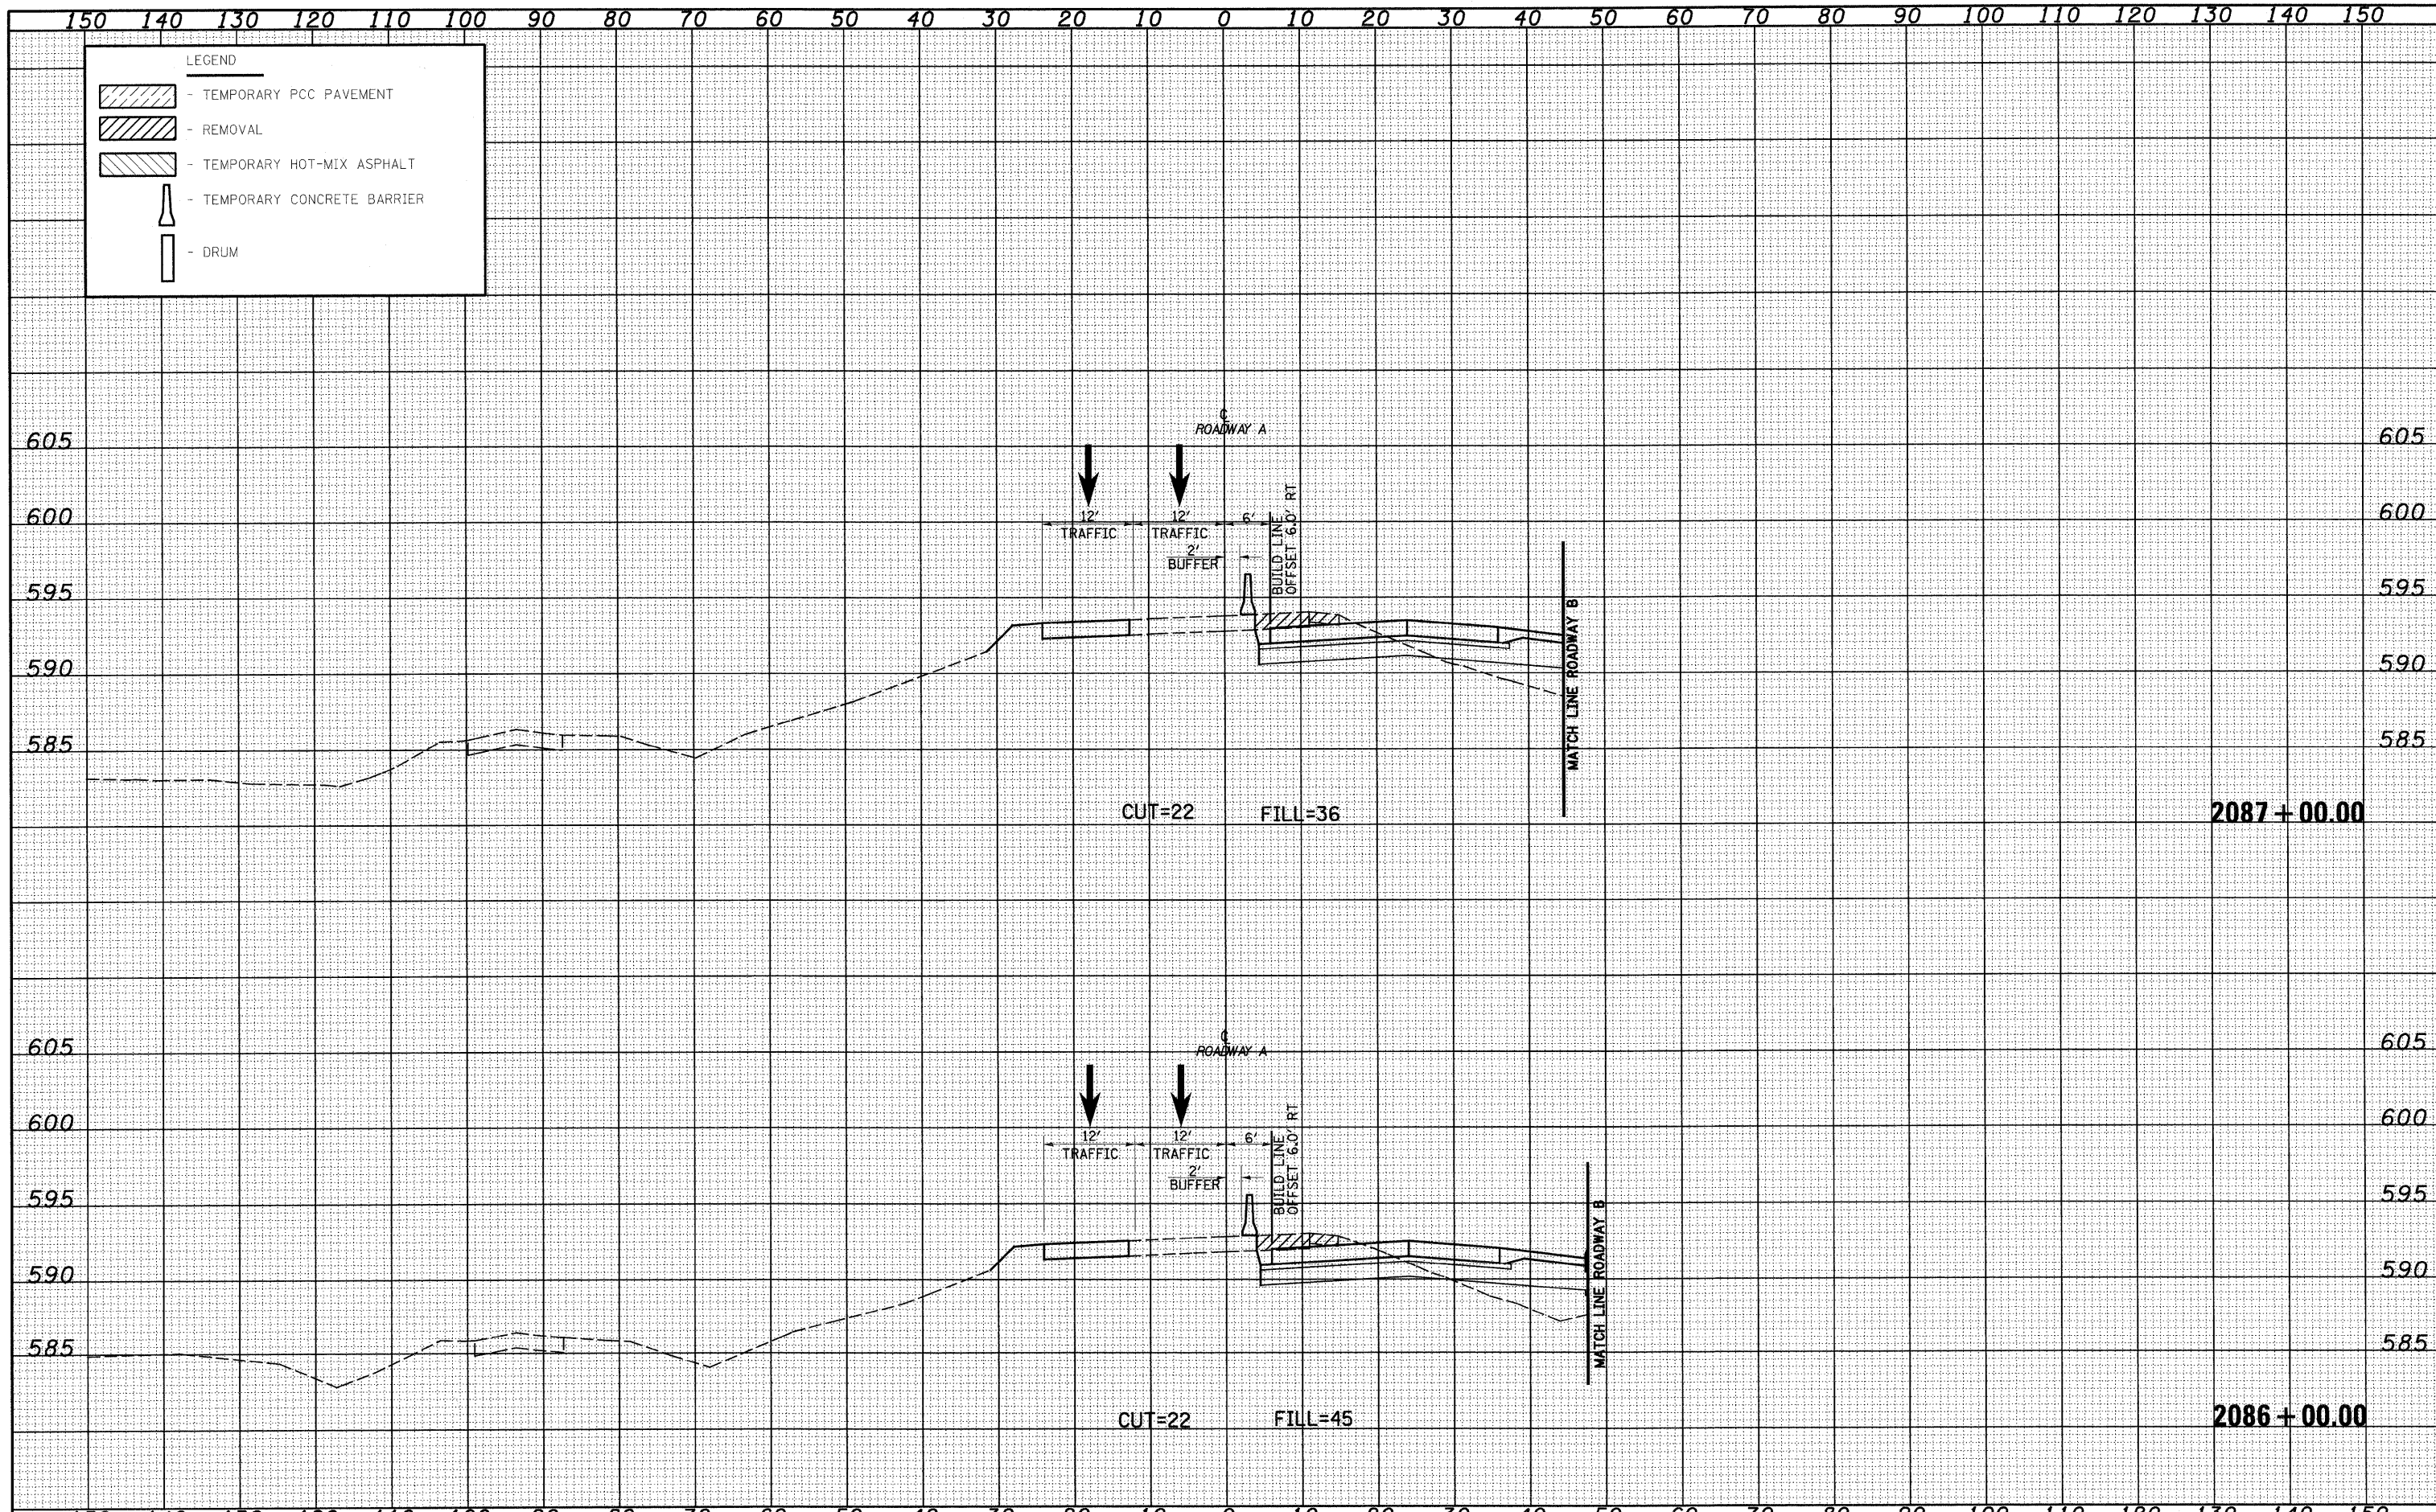 150 140 130 120 110 100 90 80 70 60 50 40 30 20 10 0 10 20 30 40 50 60 70 80 90 100 110 120 130 140 150
LEGEND
- TEMPORARY PCC PAVEMENT
- REMOVAL
- TEMPORARY HOT-MIX ASPHALT
- TEMPORARY CONCRETE BARRIER
- DRUM
℄
ROADWAY A
605 605
600 600
12' 12' 6'
TRAFFIC TRAFFIC
2'
BUFFER
BUILD LINE
OFFSET 6.0' RT
595 595
590 590
585 585
MATCH LINE ROADWAY B
CUT=22 FILL=36
2087+00.00
℄
ROADWAY A
605 605
600 600
12' 12' 6'
TRAFFIC TRAFFIC
2'
BUFFER
BUILD LINE
OFFSET 6.0' RT
595 595
590 590
585 585
MATCH LINE ROADWAY B
CUT=22 FILL=45
2086+00.00